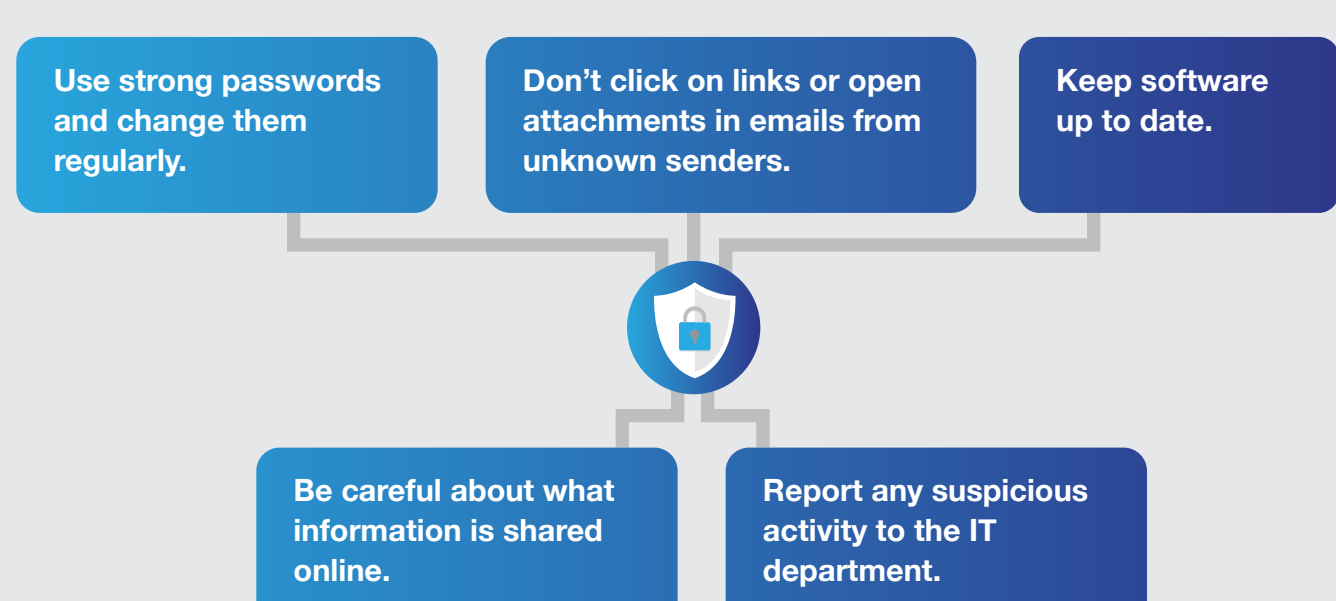 Use strong passwords
and change them
regularly.
Don’t click on links or open
attachments in emails from
unknown senders.
Keep software
up to date.
Be careful about what
information is shared
online.
Report any suspicious
activity to the IT
department.